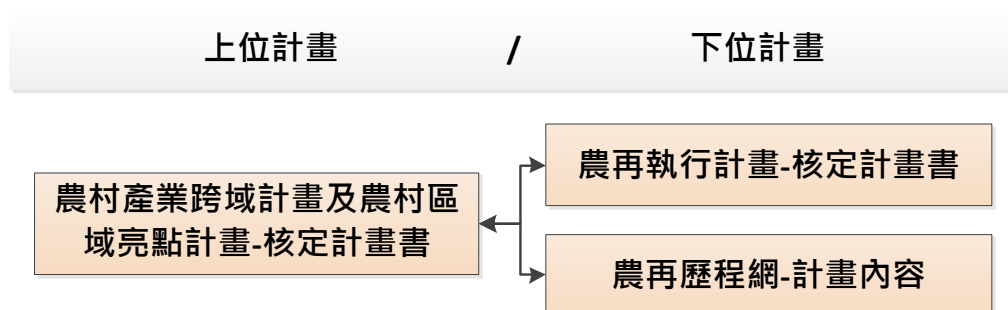 上位計畫 / 下位計畫
農村產業跨域計畫及農村區
域亮點計畫-核定計畫書
農再執行計畫-核定計畫書
農再歷程網-計畫內容